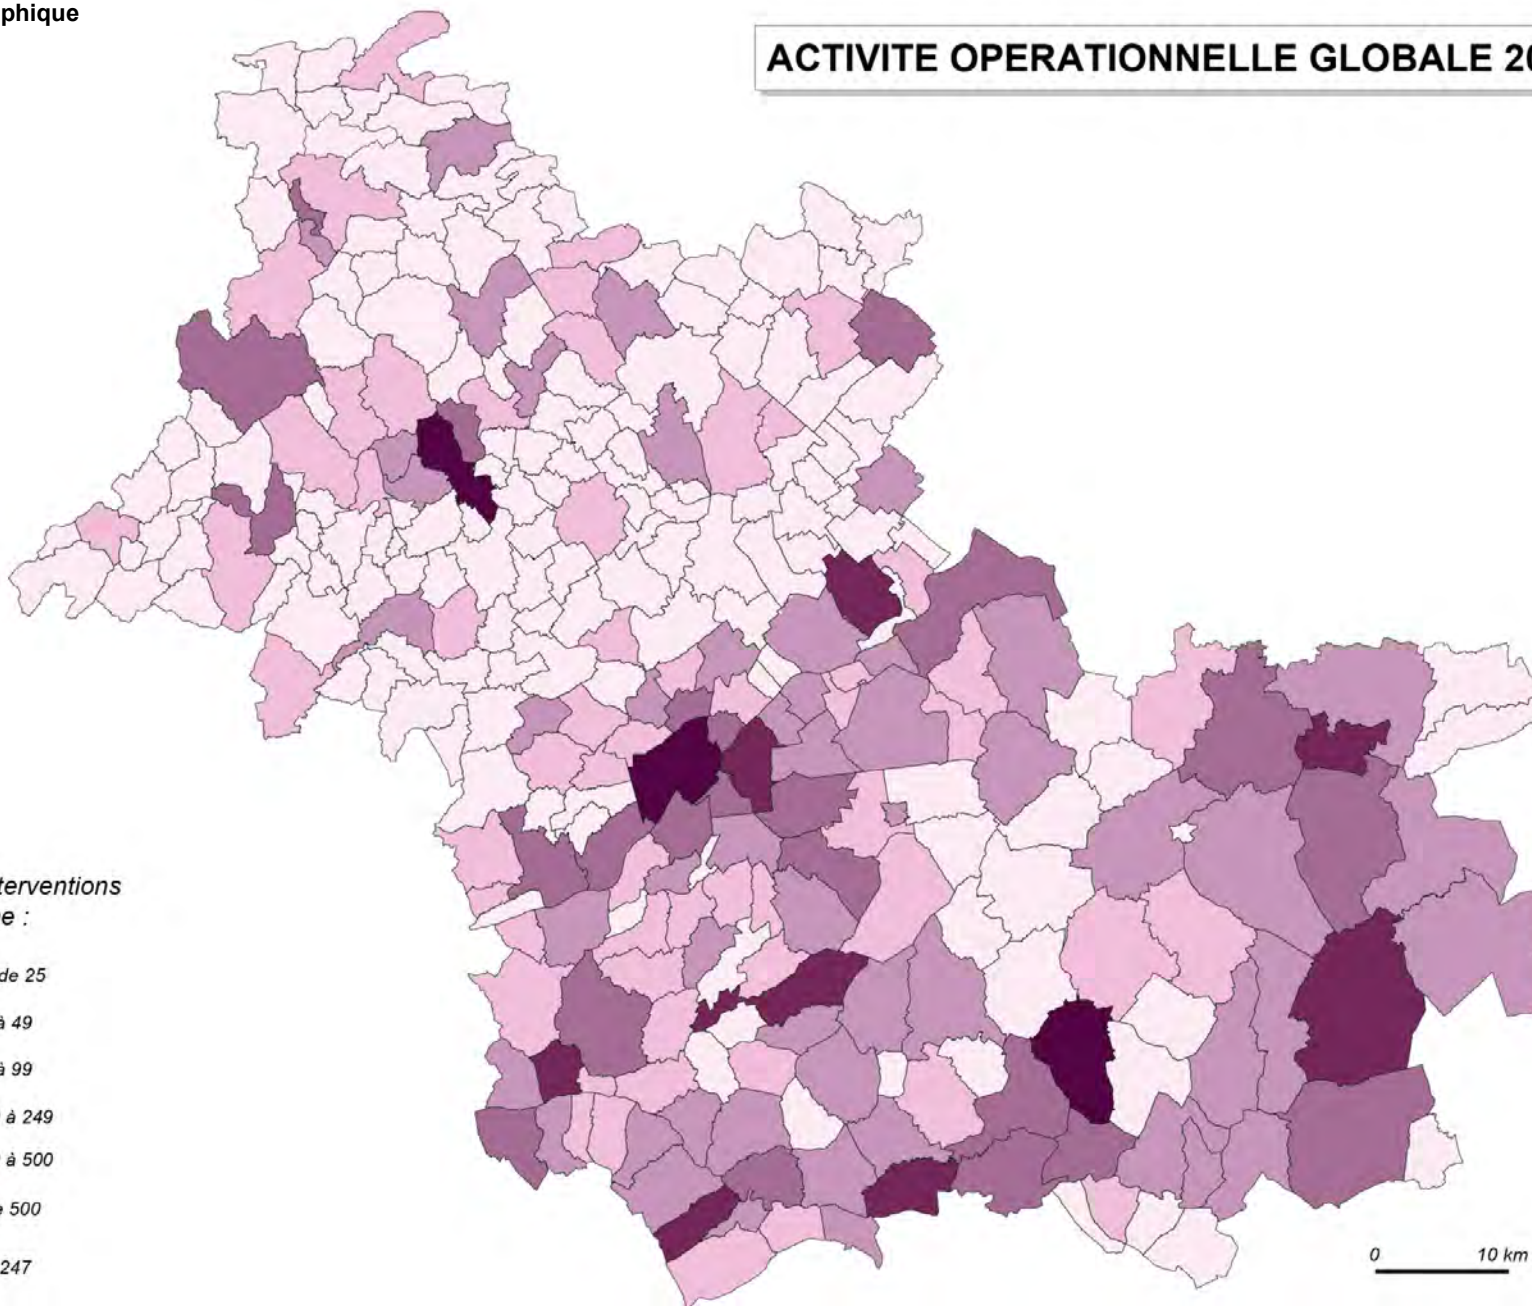 phique
ACTIVITE OPERATIONNELLE GLOBALE 20
terventions
e :
de 25
à 49
à 99
à 249
à 500
e 500
247
0 10 km